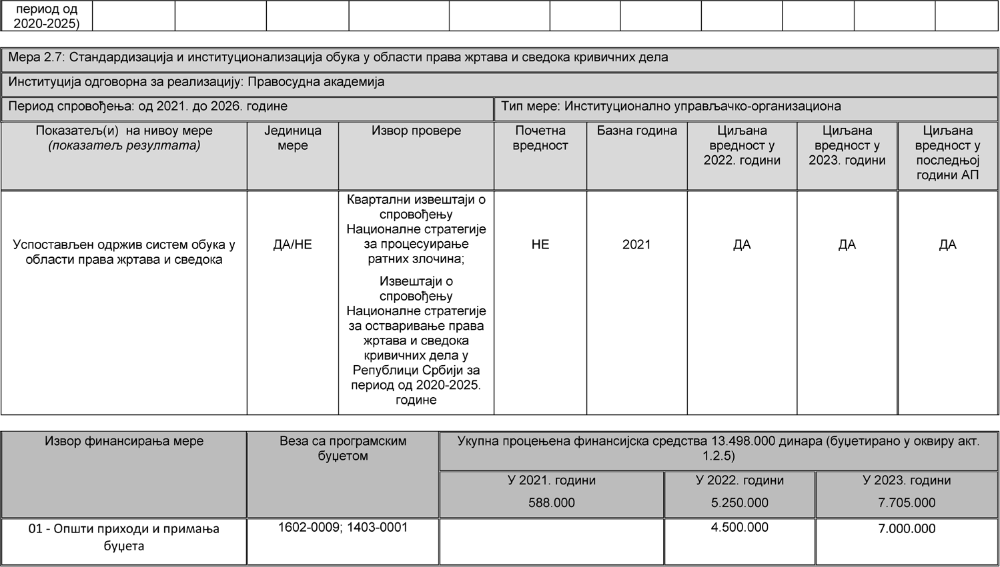 период од
2020-2025)
Мера 2.7: Стандардизација и институционализација обука у области права жртава и сведока кривичних дела
Институција одговорна за реализацију: Правосудна академија
Период спровођења: од 2021. до 2026. године
Тип мере: Институционално управљачко-организациона
Показатељ(и) на нивоу мере
(показатељ резултата)
Јединица
мере
Извор провере
Почетна
вредност
Базна година
Циљана
вредност у
2022. години
Циљана
вредност у
2023. години
Циљана
вредност у
последњој
години АП
Успостављен одржив систем обука у
области права жртава и сведока
ДА/НЕ
Квартални извештаји о
спровођењу
Националне стратегије
за процесуирање
ратних злочина;
Извештаји о
спровођењу
Националне стратегије
за остваривање права
жртава и сведока
кривичних дела у
Републици Србији за
период од 2020-2025.
године
НЕ
2021
ДА
ДА
ДА
Извор финансирања мере
Веза са програмским
буџетом
Укупна процењена финансијска средства 13.498.000 динара (буџетирано у оквиру акт.
1.2.5)
У 2021. години
588.000
У 2022. години
5.250.000
У 2023. години
7.705.000
01 - Општи приходи и примања
буџета
1602-0009; 1403-0001
4.500.000
7.000.000